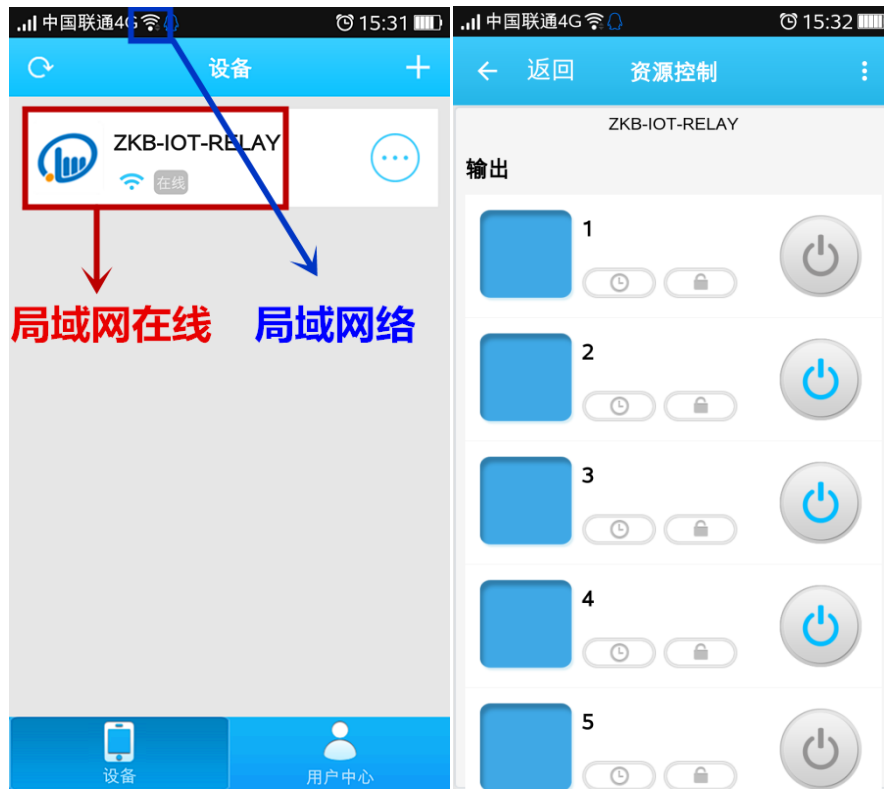 中国联通4G 15:31
设备
ZKB-IOT-RELAY
在线
局域网在线 局域网络
设备 用户中心
中国联通4G 15:32
返回 资源控制
ZKB-IOT-RELAY
输出
1
2
3
4
5